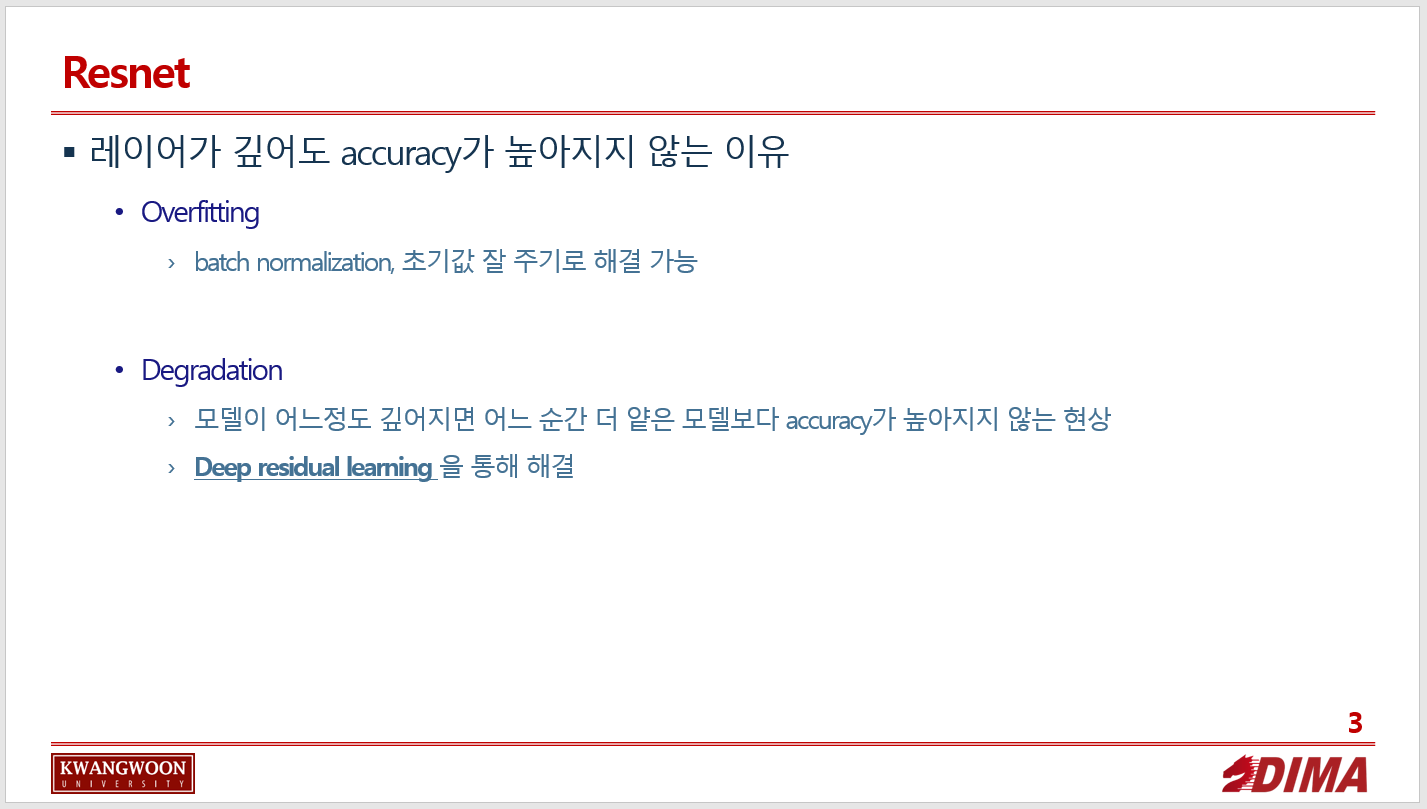 Resnet
▪ 레이어가 깊어도 accuracy가 높아지지 않는 이유
• Overfitting
› batch normalization, 초기값 잘 주기로 해결 가능
• Degradation
› 모델이 어느정도 깊어지면 어느 순간 더 얕은 모델보다 accuracy가 높아지지 않는 현상
› Deep residual learning 을 통해 해결
3
KWANGWOON
UNIVERSITY
DIMA